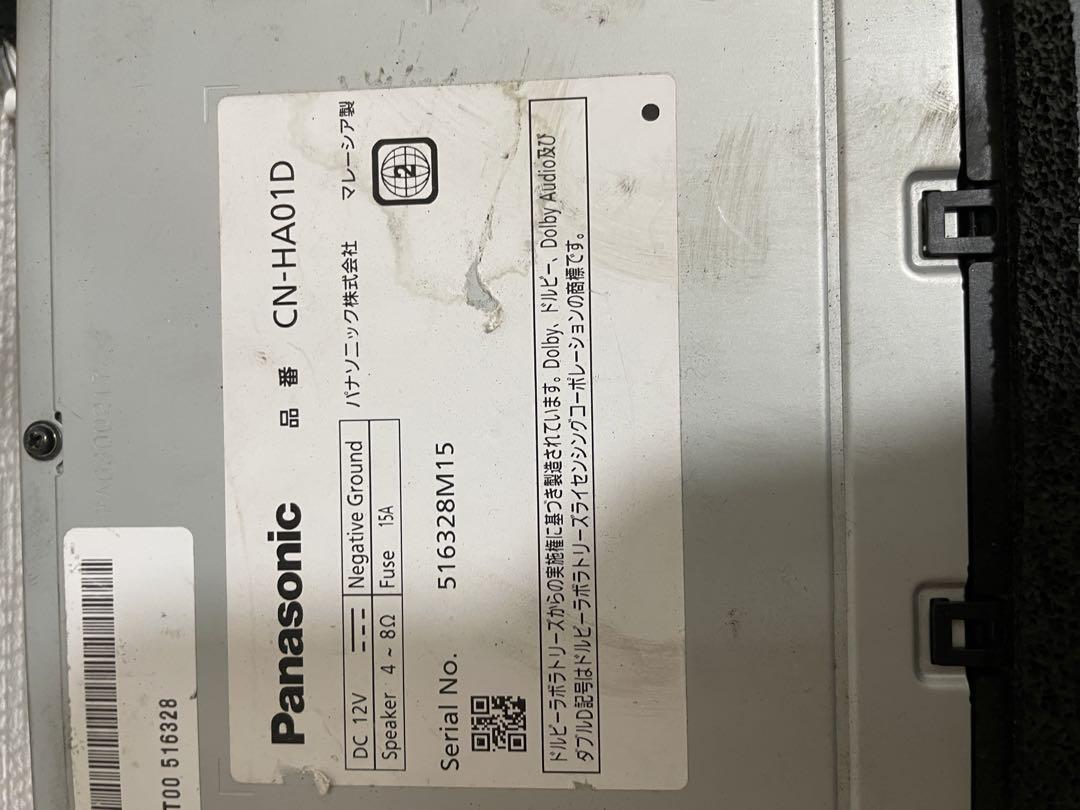 Panasonic 品番 CN-HA01D
DC 12V Negative Ground
Speaker 4 ~ 8Ω Fuse 15A
パナソニック株式会社 マレーシア製
2
Serial No. 516328M15
ドルビーラボラトリーズからの実施権に基づき製造されています。Dolby、ドルビー、Dolby Audio及び
ダブルD記号はドルビーラボラトリーズライセンシングコーポレーションの商標です。
T00 516328